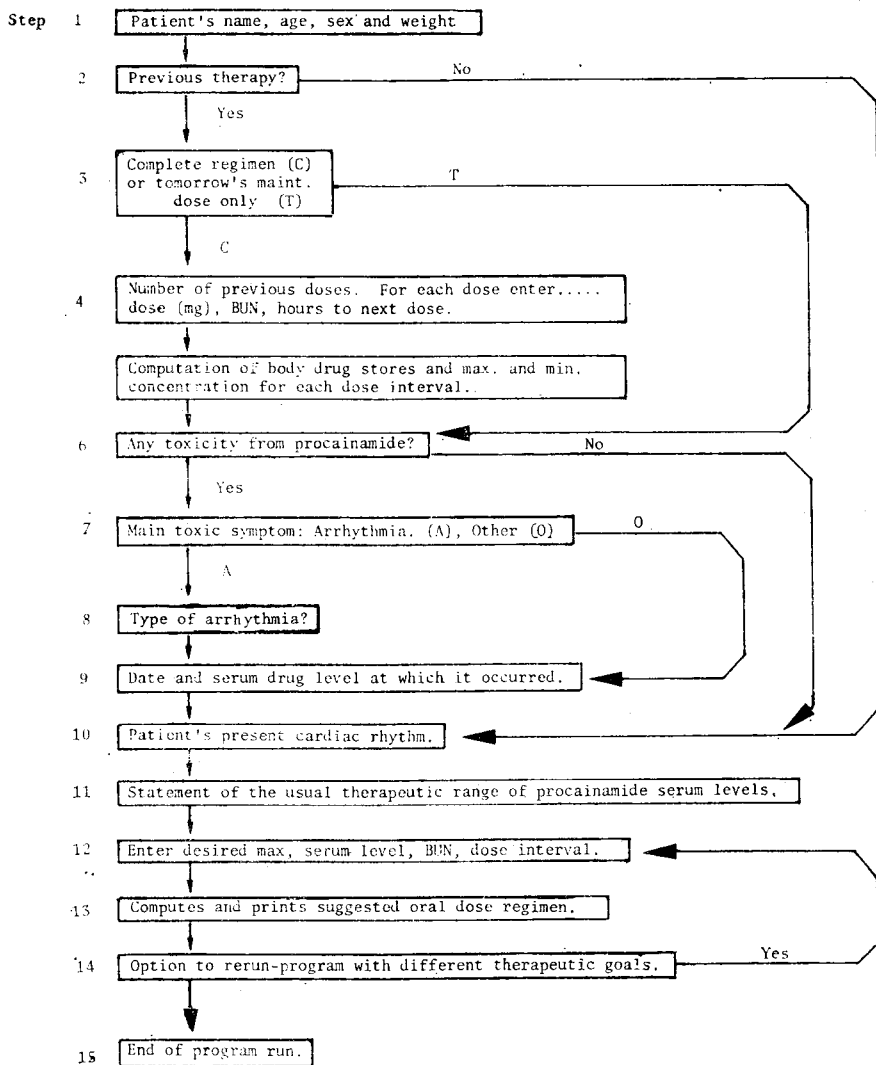 Step 1 Patient's name, age, sex and weight
2 Previous therapy? No
Yes
3 Complete regimen (C)
or tomorrow's maint.
dose only (T) T
C
4 Number of previous doses. For each dose enter.....
dose (mg), BUN, hours to next dose.
Computation of body drug stores and max. and min.
concentration for each dose interval..
6 Any toxicity from procainamide? No
Yes
7 Main toxic symptom: Arrhythmia. (A), Other (O) O
A
8 Type of arrhythmia?
9 Date and serum drug level at which it occurred.
10 Patient's present cardiac rhythm.
11 Statement of the usual therapeutic range of procainamide serum levels.
12 Enter desired max, serum level, BUN, dose interval.
13 Computes and prints suggested oral dose regimen.
14 Option to rerun-program with different therapeutic goals. Yes
15 End of program run.